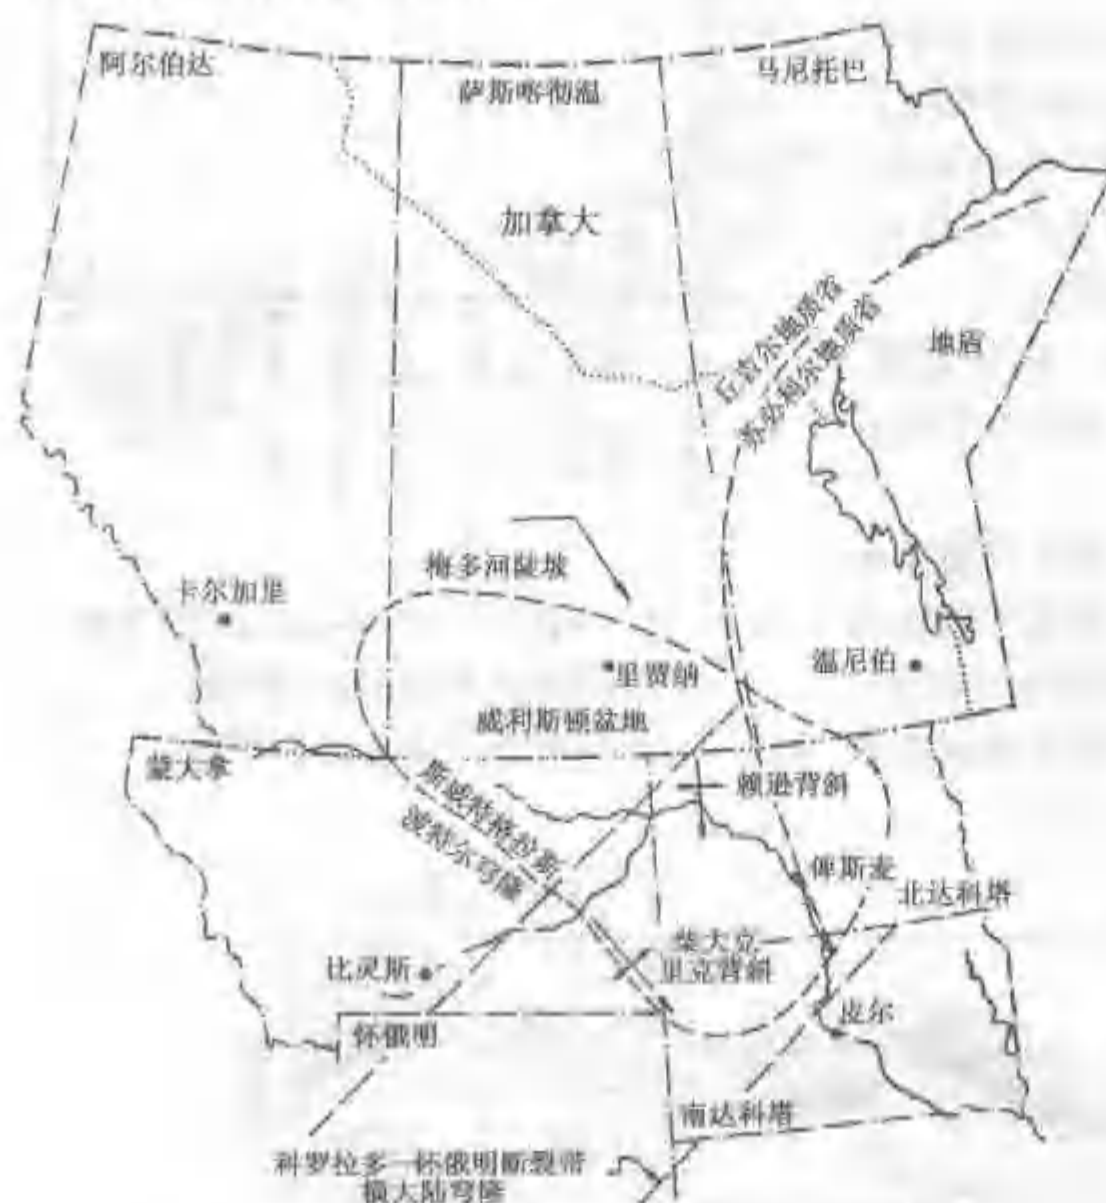 阿尔伯达
萨斯喀彻温
马尼托巴
加拿大
丘吉尔地质省
苏必利尔地质省
地盾
梅多河陡坡
卡尔加里
里贾纳
温尼伯
威利斯顿盆地
蒙大拿
斯威特格拉斯
波特尔穹隆
赖逊背斜
俾斯麦
北达科塔
柴大克
里克背斜
比灵斯
怀俄明
皮尔
南达科塔
科罗拉多—怀俄明断裂带
横大陆穹隆